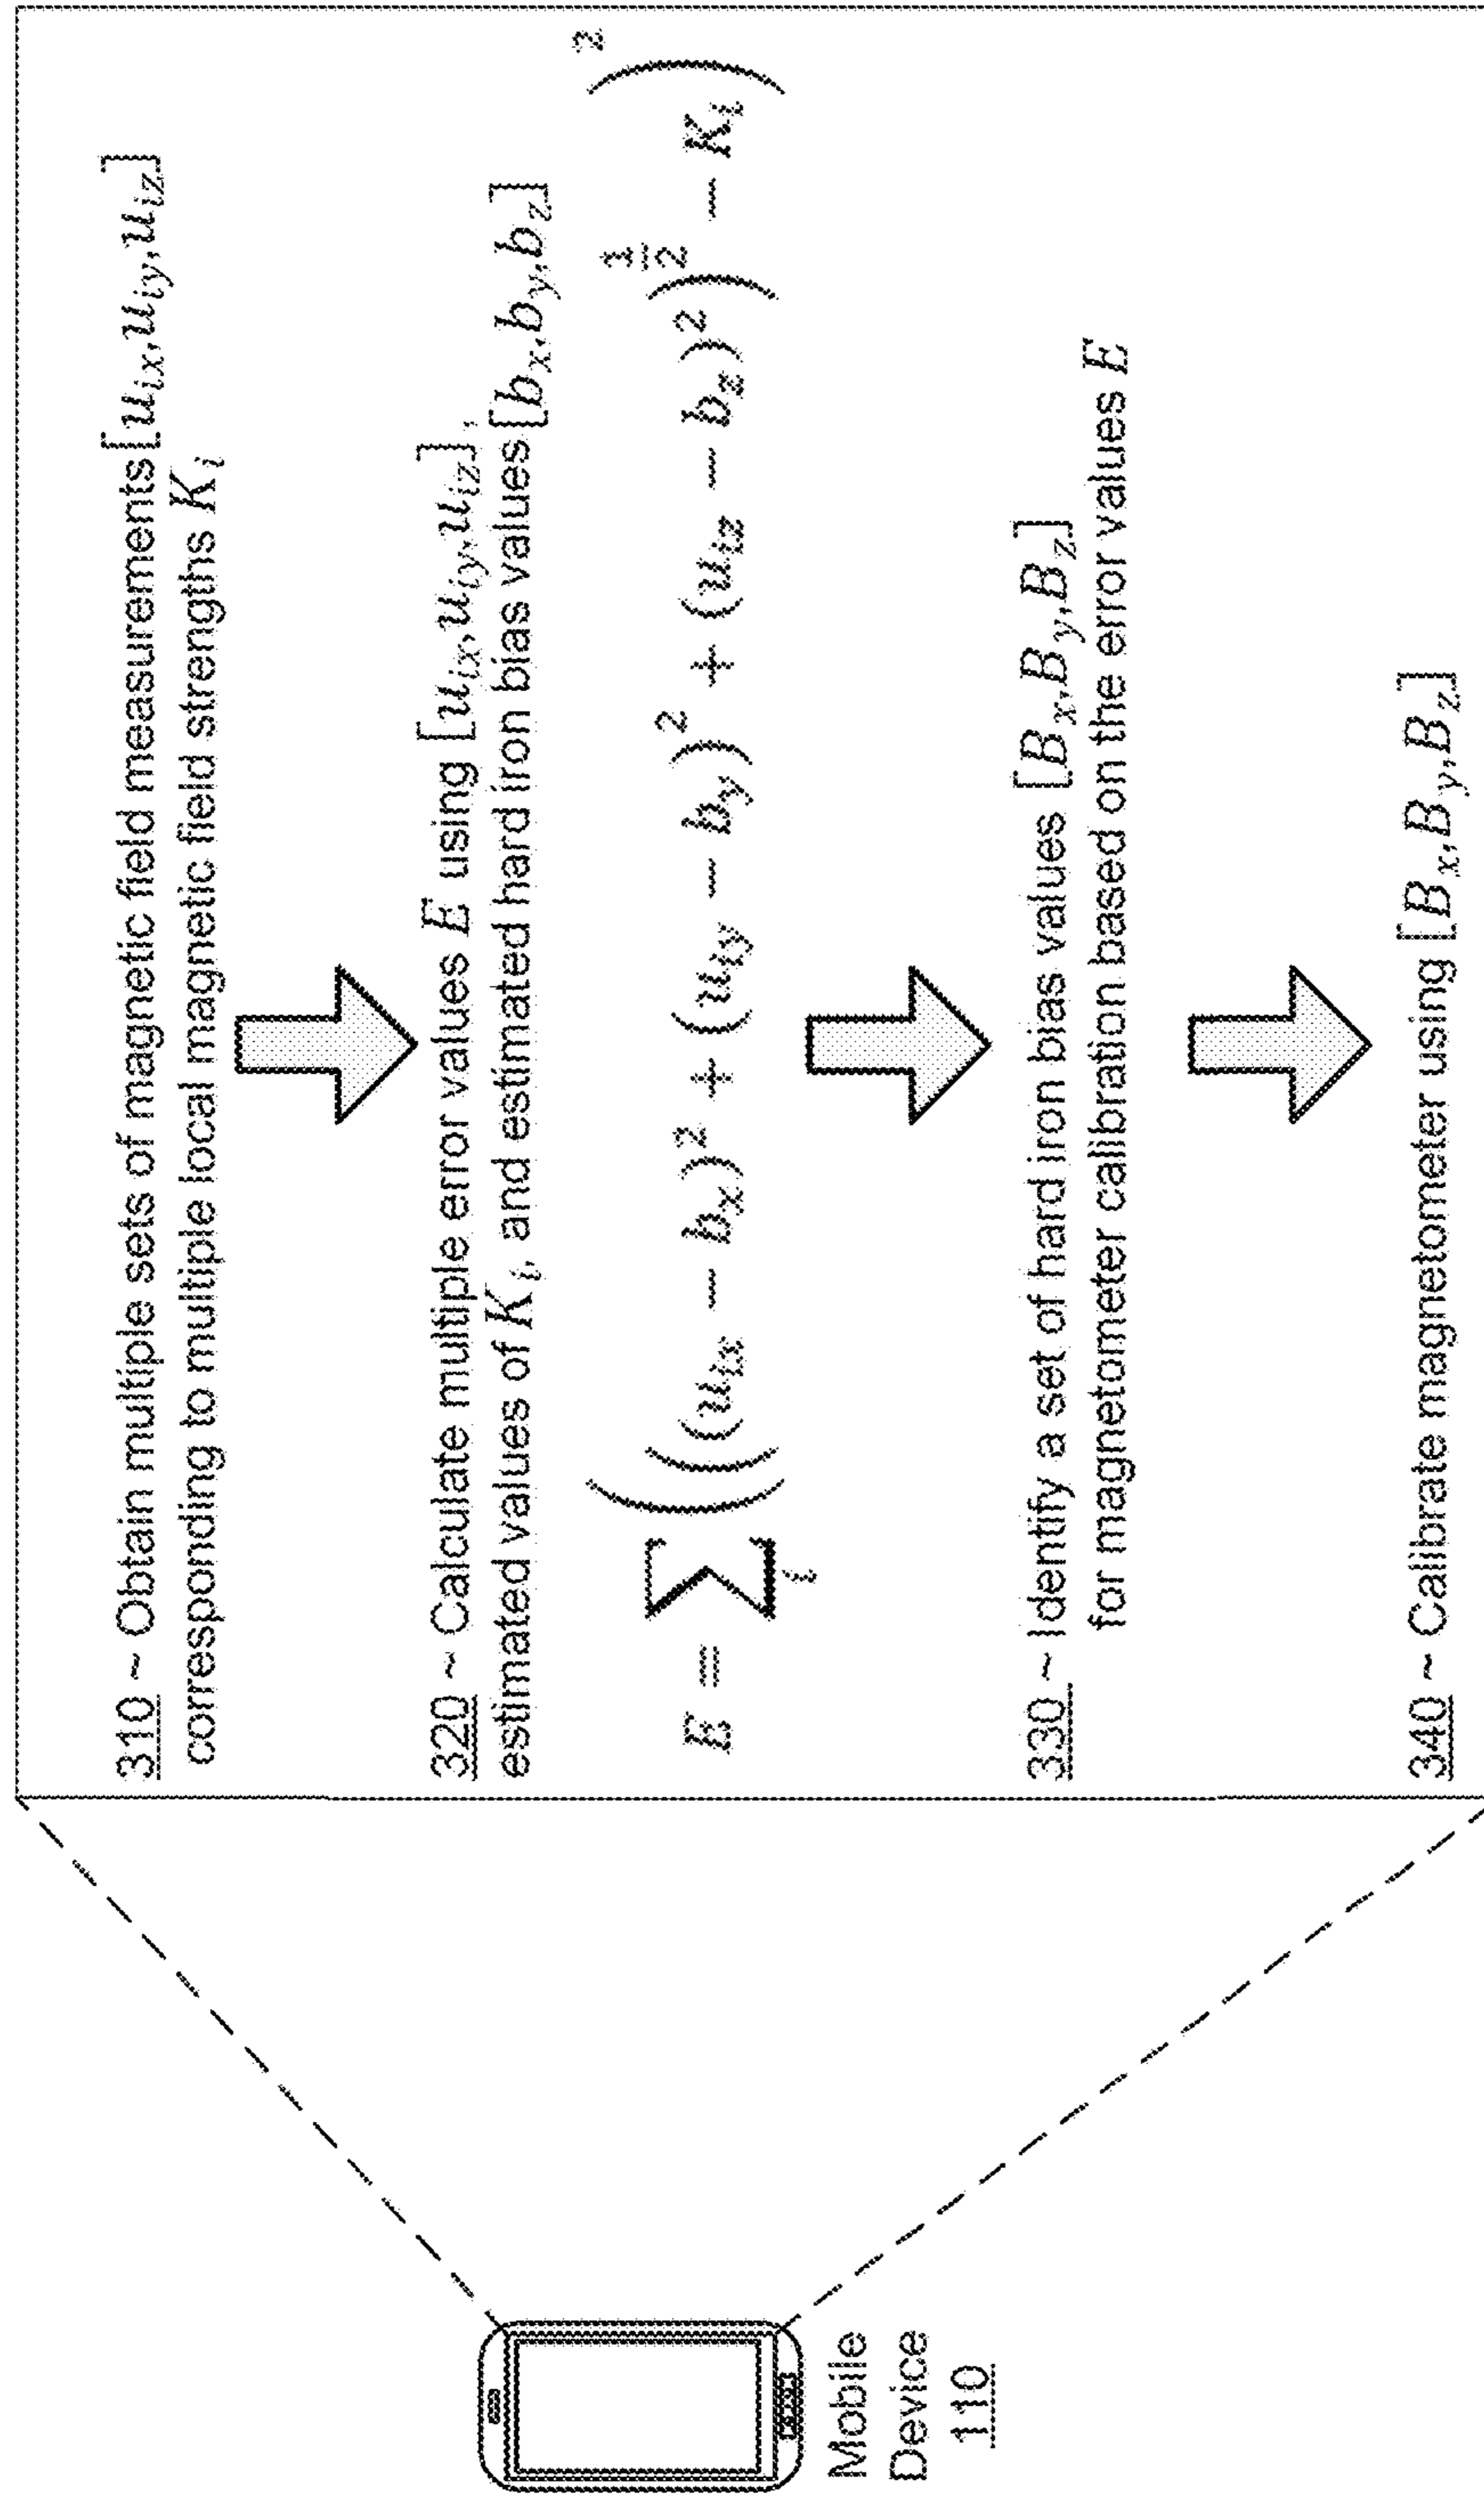 310 ~ Obtain multiple sets of magnetic field measurements [u_ix, u_iy, u_iz]
corresponding to multiple local magnetic field strengths K_i
320 ~ Calculate multiple error values E using [u_ix, u_iy, u_iz],
estimated values of K_i, and estimated hard iron bias values [b_x, b_y, b_z]
E = ∑_i (((u_ix − b_x)^2 + (u_iy − b_y)^2 + (u_iz − b_z)^2)^(1/2) − K_i)^2
330 ~ Identify a set of hard iron bias values [B_x, B_y, B_z]
for magnetometer calibration based on the error values E
340 ~ Calibrate magnetometer using [B_x, B_y, B_z]
Mobile
Device
110